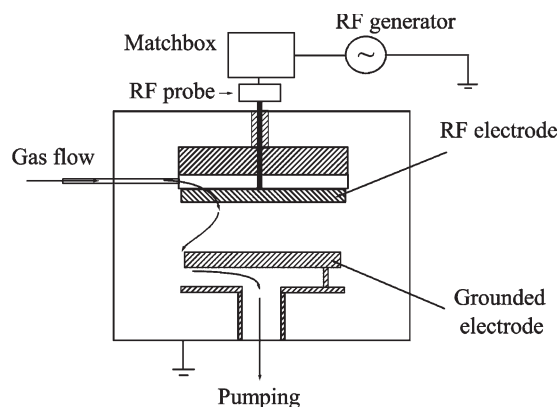 RF generator
Matchbox
~
RF probe
RF electrode
Gas flow
Grounded
electrode
Pumping